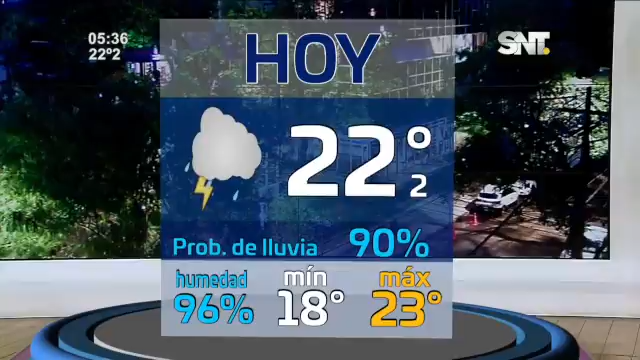 05:36
22°2
SNT.
HOY
22°2
Prob. de lluvia 90%
humedad mín máx
96% 18° 23°